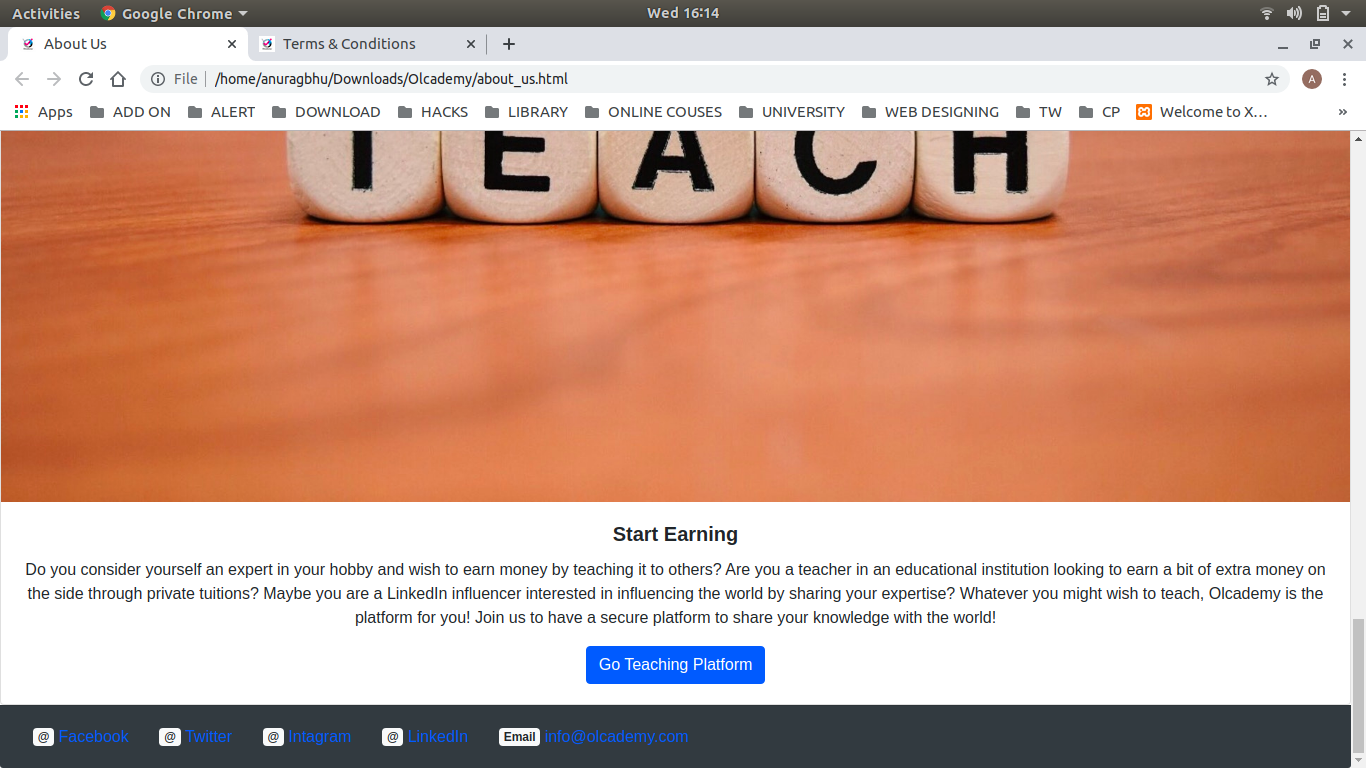 Activities Google Chrome Wed 16:14
About Us Terms & Conditions
File /home/anuragbhu/Downloads/Olcademy/about_us.html A
Apps ADD ON ALERT DOWNLOAD HACKS LIBRARY ONLINE COUSES UNIVERSITY WEB DESIGNING TW CP Welcome to X… »
TEACH
Start Earning
Do you consider yourself an expert in your hobby and wish to earn money by teaching it to others? Are you a teacher in an educational institution looking to earn a bit of extra money on
the side through private tuitions? Maybe you are a LinkedIn influencer interested in influencing the world by sharing your expertise? Whatever you might wish to teach, Olcademy is the
platform for you! Join us to have a secure platform to share your knowledge with the world!
Go Teaching Platform
@ Facebook @ Twitter @ Intagram @ LinkedIn Email info@olcademy.com